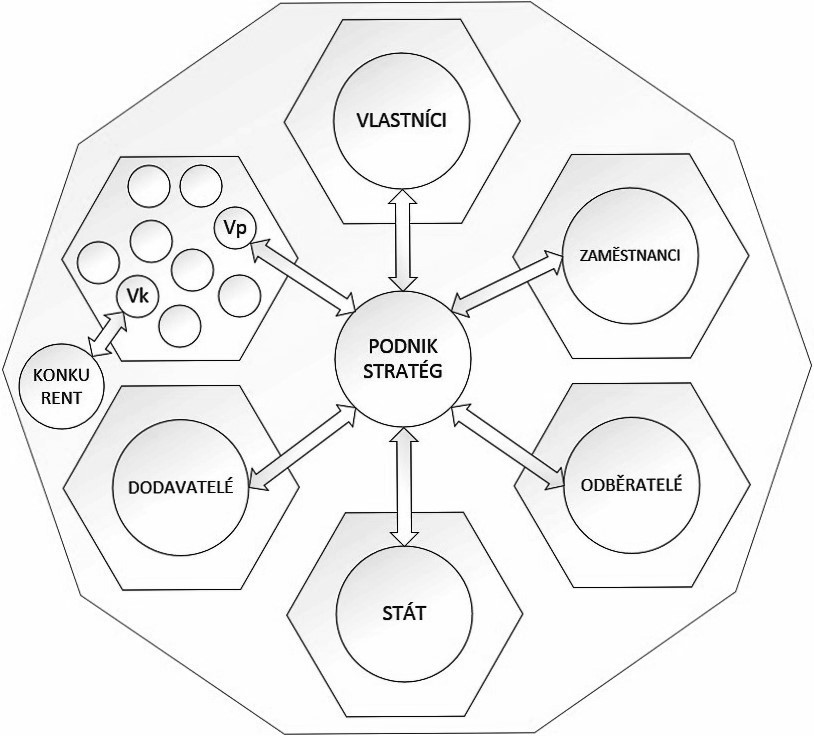 VLASTNÍCI
Vp
ZAMĚSTNANCI
Vk
PODNIK
STRATÉG
KONKU
RENT
DODAVATELÉ
ODBĚRATELÉ
STÁT